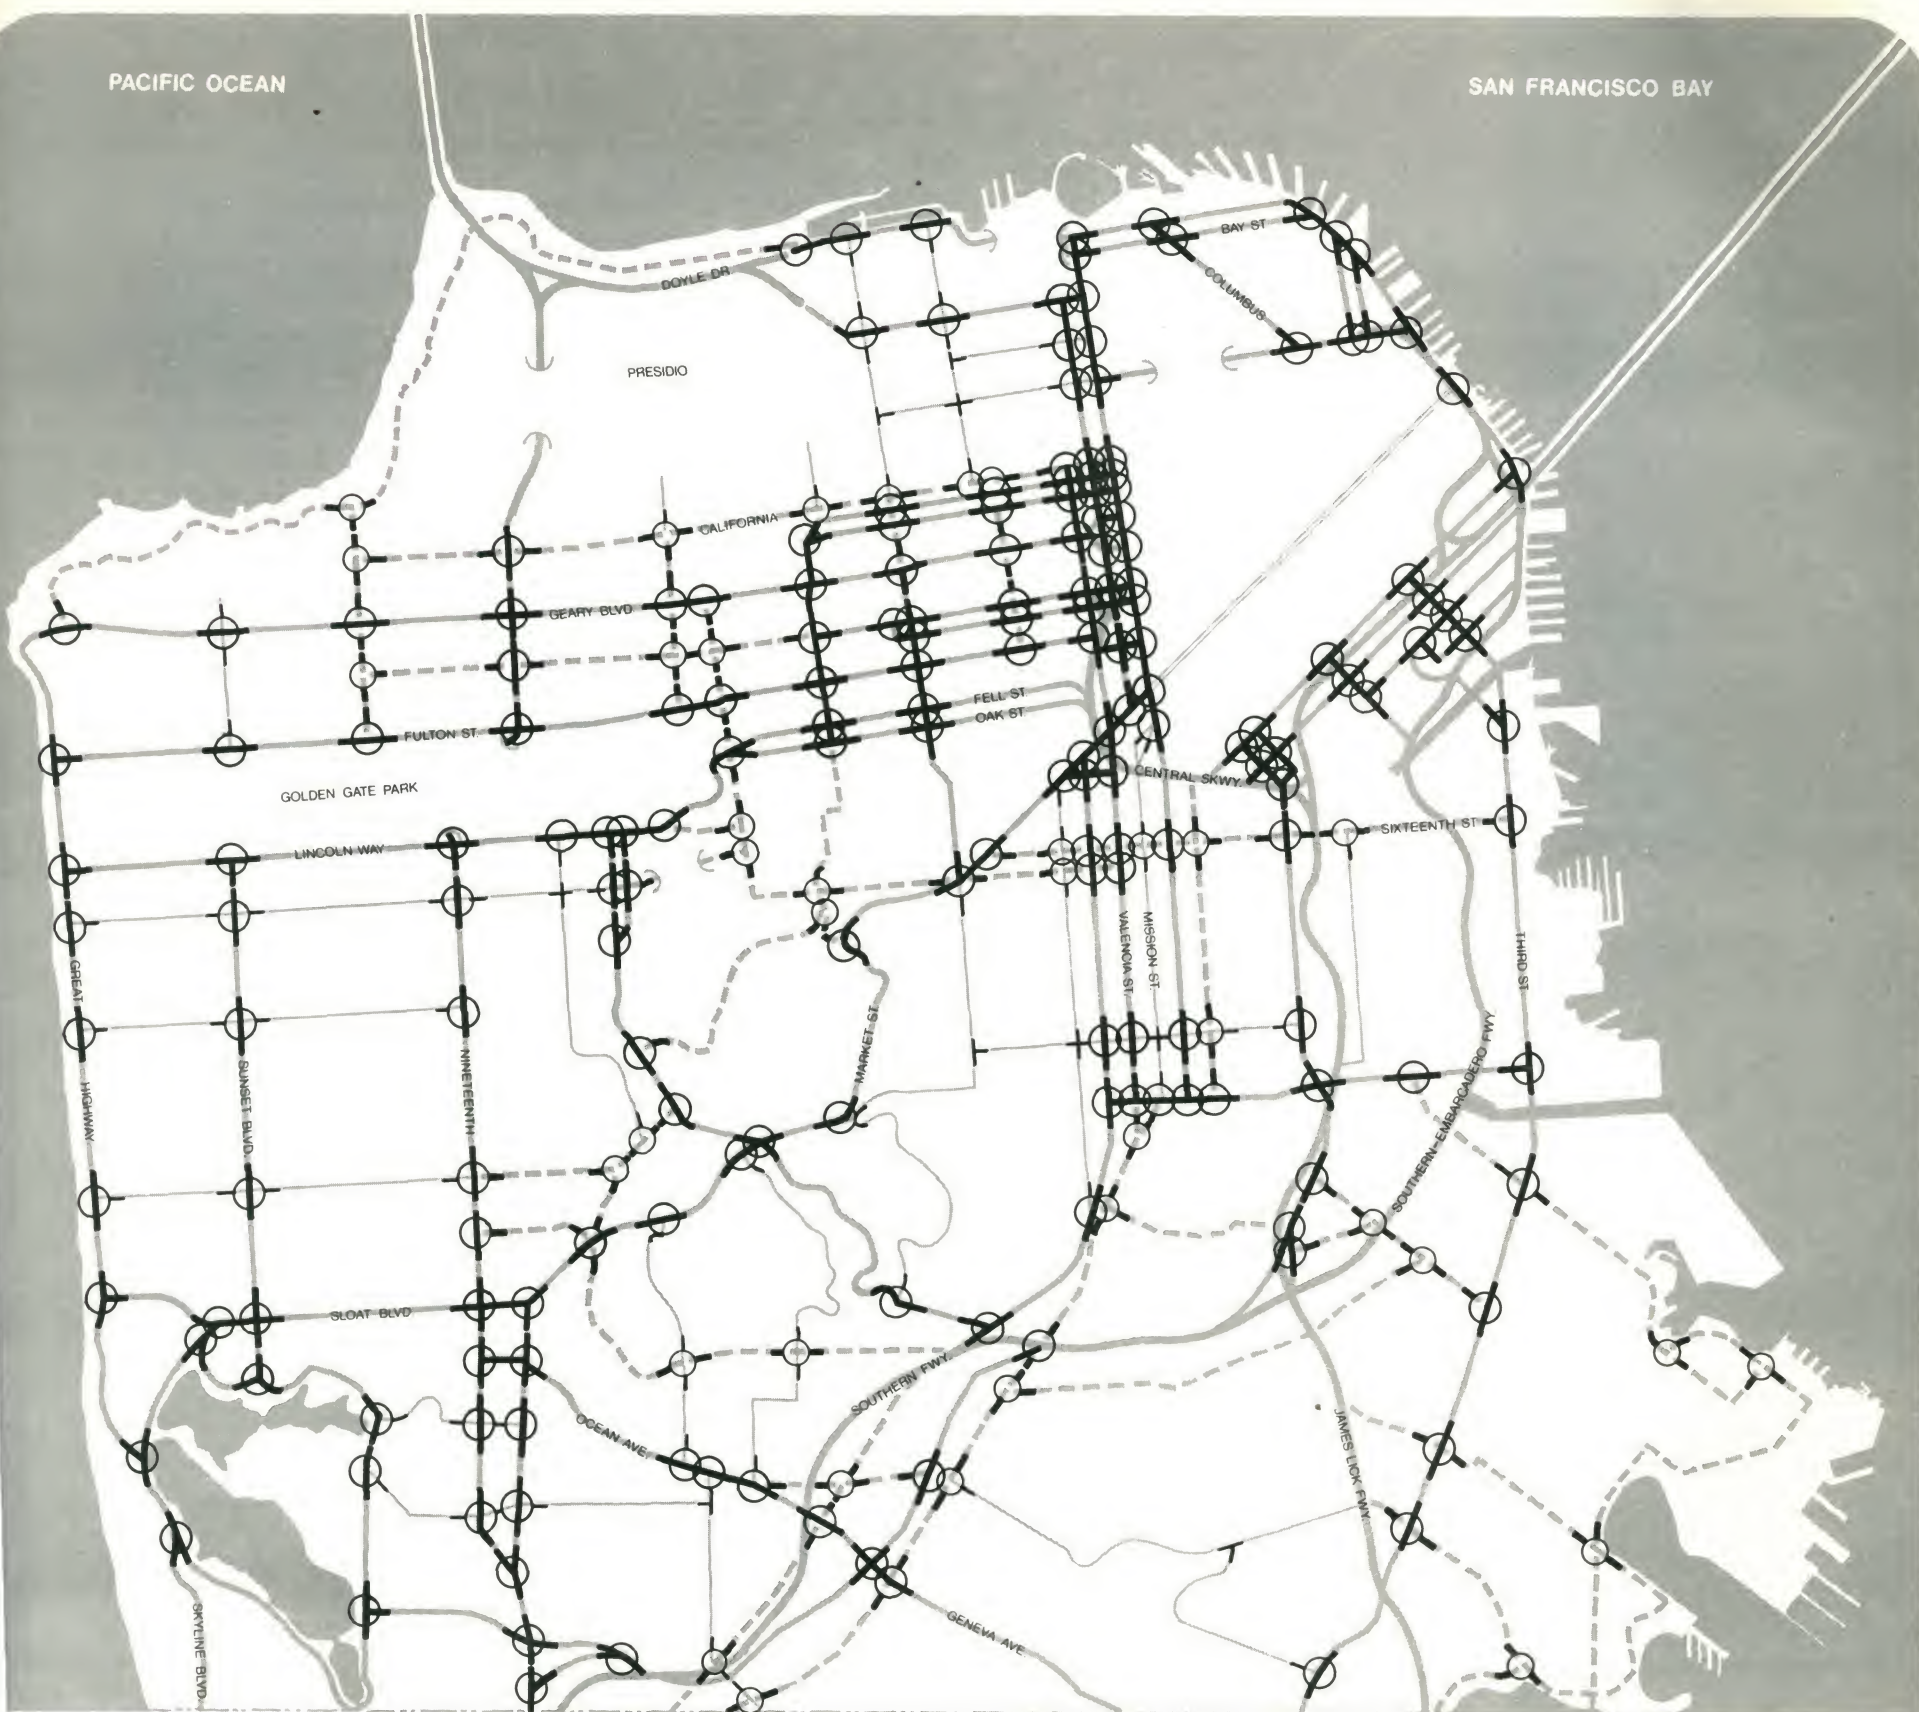 PACIFIC OCEAN
SAN FRANCISCO BAY
BAY ST
DOYLE DR.
COLUMBUS
PRESIDIO
CALIFORNIA
GEARY BLVD
FELL ST
OAK ST.
FULTON ST.
CENTRAL SKWY.
GOLDEN GATE PARK
SIXTEENTH ST
LINCOLN WAY
VALENCIA ST.
MISSION ST.
THIRD ST
GREAT
HIGHWAY
MARKET ST.
SUNSET BLVD.
NINETEENTH
SOUTHERN-EMBARCADERO FWY.
SLOAT BLVD
SOUTHERN FWY.
OCEAN AVE
JAMES LICK FWY.
SKYLINE BLVD.
GENEVA AVE